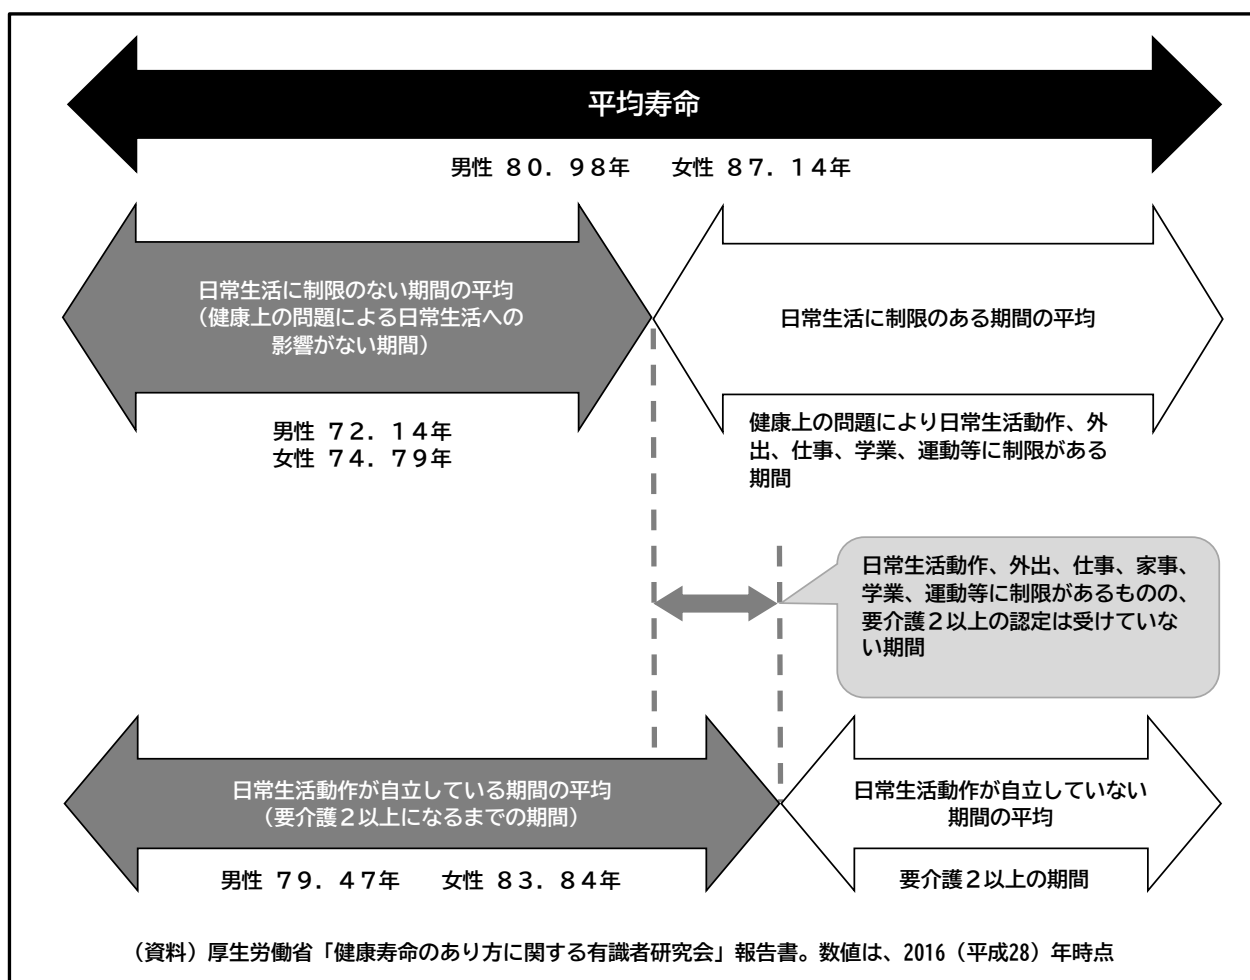 平均寿命
男性 ８０．９８年　女性 ８７．１４年
日常生活に制限のない期間の平均
（健康上の問題による日常生活への
影響がない期間）
男性 ７２．１４年
女性 ７４．７９年
日常生活に制限のある期間の平均
健康上の問題により日常生活動作、外
出、仕事、学業、運動等に制限がある
期間
日常生活動作、外出、仕事、家事、
学業、運動等に制限があるものの、
要介護２以上の認定は受けていな
い期間
日常生活動作が自立している期間の平均
（要介護２以上になるまでの期間）
男性 ７９．４７年　女性 ８３．８４年
日常生活動作が自立していない
期間の平均
要介護２以上の期間
（資料）厚生労働省「健康寿命のあり方に関する有識者研究会」報告書。数値は、2016（平成28）年時点